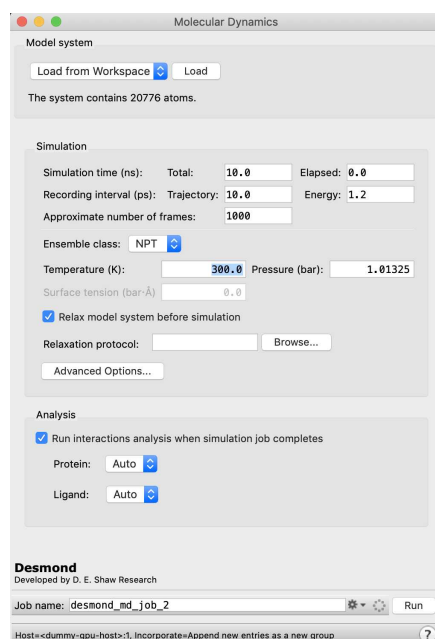 Molecular Dynamics
Model system
Load from Workspace Load
The system contains 20776 atoms.
Simulation
Simulation time (ns): Total: 10.0 Elapsed: 0.0
Recording interval (ps): Trajectory: 10.0 Energy: 1.2
Approximate number of frames: 1000
Ensemble class: NPT
Temperature (K): 300.0 Pressure (bar): 1.01325
Surface tension (bar·Å) 0.0
Relax model system before simulation
Relaxation protocol: Browse...
Advanced Options...
Analysis
Run interactions analysis when simulation job completes
Protein: Auto
Ligand: Auto
Desmond
Developed by D. E. Shaw Research
Job name: desmond_md_job_2 Run
Host=<dummy-gpu-host>:1, Incorporate=Append new entries as a new group ?